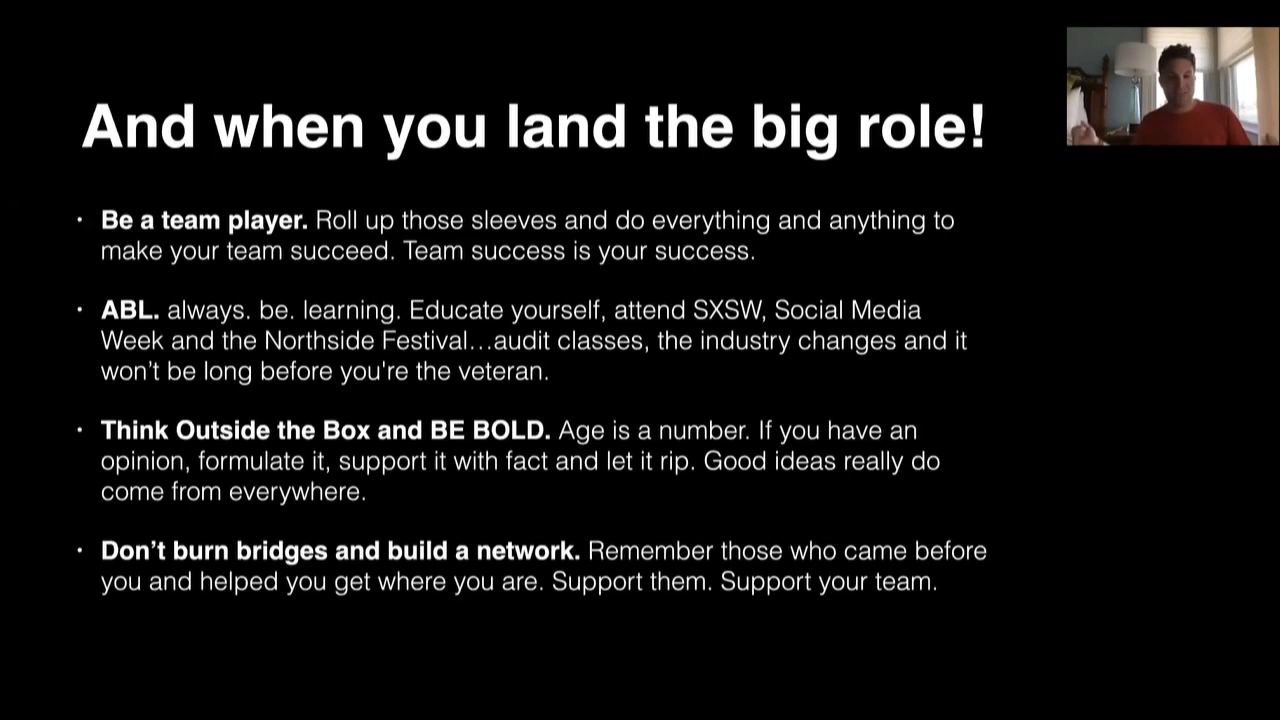 And when you land the big role!
• Be a team player. Roll up those sleeves and do everything and anything to
make your team succeed. Team success is your success.
• ABL. always. be. learning. Educate yourself, attend SXSW, Social Media
Week and the Northside Festival…audit classes, the industry changes and it
won’t be long before you're the veteran.
• Think Outside the Box and BE BOLD. Age is a number. If you have an
opinion, formulate it, support it with fact and let it rip. Good ideas really do
come from everywhere.
• Don’t burn bridges and build a network. Remember those who came before
you and helped you get where you are. Support them. Support your team.